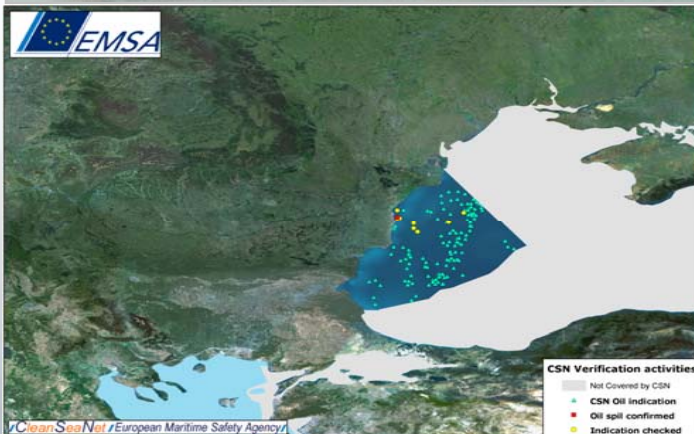 EMSA
CSN Verification activities
Not Covered by CSN
CSN Oil indication
Oil spil confirmed
Indication checked
CleanSeaNet / European Maritime Safety Agency